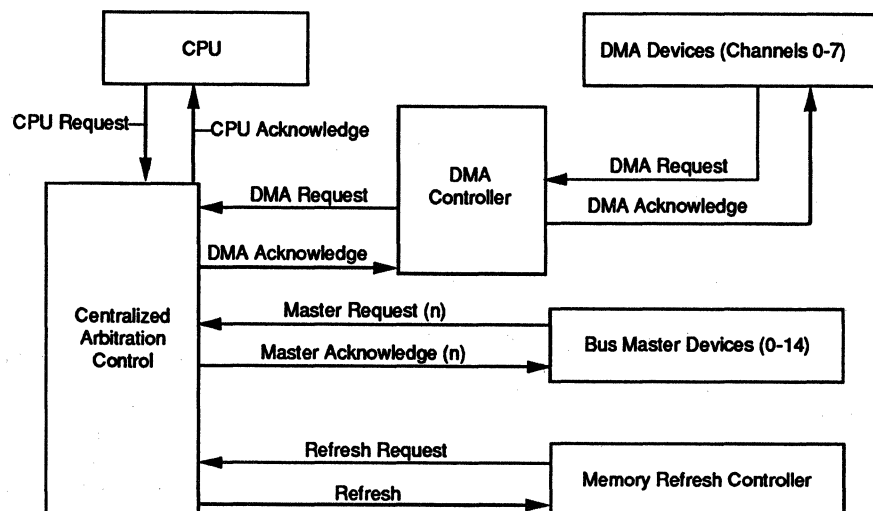 CPU
DMA Devices (Channels 0-7)
CPU Request
CPU Acknowledge
DMA
Controller
DMA Request
DMA Request
DMA Acknowledge
DMA Acknowledge
Centralized
Arbitration
Control
Master Request (n)
Master Acknowledge (n)
Bus Master Devices (0-14)
Refresh Request
Refresh
Memory Refresh Controller